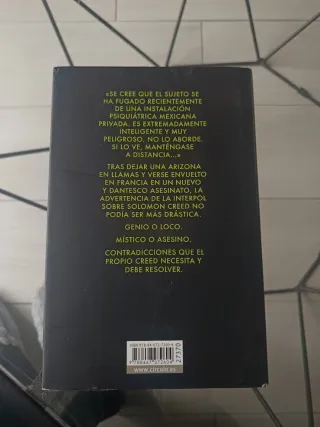 «SE CREE QUE EL SUJETO SE
HA FUGADO RECIENTEMENTE
DE UNA INSTALACIÓN
PSIQUIÁTRICA MEXICANA
PRIVADA. ES EXTREMADAMENTE
INTELIGENTE Y MUY
PELIGROSO. NO LO ABORDE.
SI LO VE, MANTÉNGASE
A DISTANCIA...»
TRAS DEJAR UNA ARIZONA
EN LLAMAS Y VERSE ENVUELTO
EN FRANCIA EN UN NUEVO
Y DANTESCO ASESINATO, LA
ADVERTENCIA DE LA INTERPOL
SOBRE SOLOMON CREED NO
PODÍA SER MÁS DRÁSTICA.
GENIO O LOCO.
MÍSTICO O ASESINO.
CONTRADICCIONES QUE EL
PROPIO CREED NECESITA Y
DEBE RESOLVER.
27370
www.circulo.es